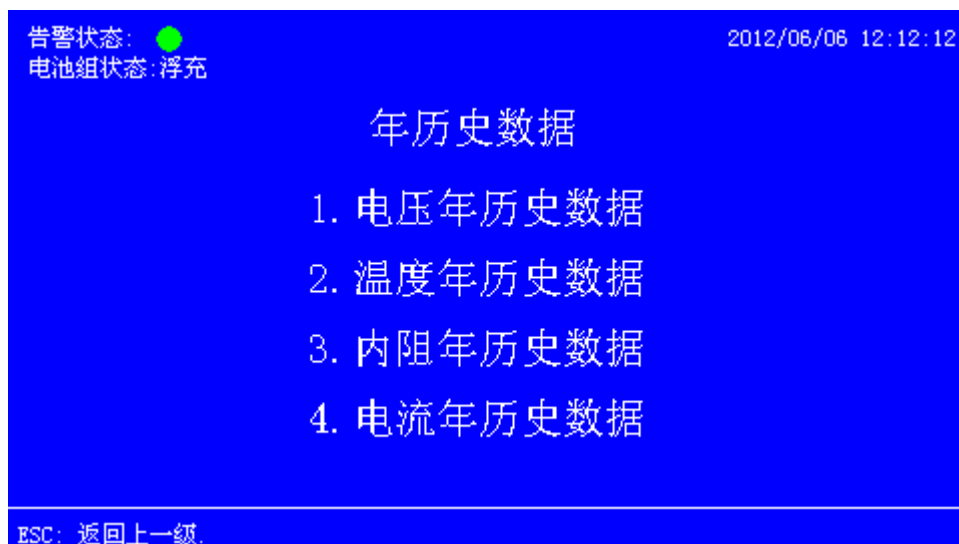 告警状态:
2012/06/06 12:12:12
电池组状态:浮充
年历史数据
1. 电压年历史数据
2. 温度年历史数据
3. 内阻年历史数据
4. 电流年历史数据
ESC: 返回上一级.